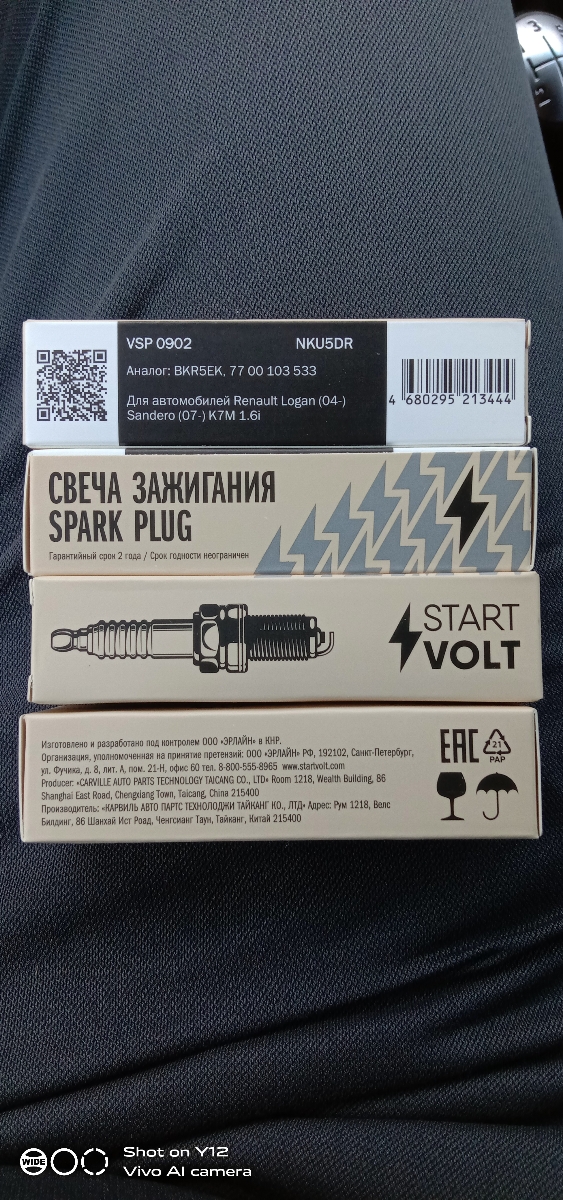 3
VSP 0902 NKU5DR
Аналог: BKR5EK, 77 00 103 533
Для автомобилей Renault Logan (04-)
Sandero (07-) K7M 1.6i
4 680295 213444
СВЕЧА ЗАЖИГАНИЯ
SPARK PLUG
Гарантийный срок 2 года / Срок годности неограничен
START
VOLT
Изготовлено и разработано под контролем ООО «ЭРЛАЙН» в КНР.
Организация, уполномоченная на принятие претензий: ООО «ЭРЛАЙН» РФ, 192102, Санкт-Петербург,
ул. Фучика, д. 8, лит. А, пом. 21-Н, офис 60 тел. 8-800-555-8965 www.startvolt.com
Producer: «CARVILLE AUTO PARTS TECHNOLOGY TAICANG CO., LTD» Room 1218, Wealth Building, 86
Shanghai East Road, Chengxiang Town, Taicang, China 215400
Производитель: «КАРВИЛЬ АВТО ПАРТС ТЕХНОЛОДЖИ ТАЙКАНГ КО., ЛТД» Адрес: Рум 1218, Велс
Билдинг, 86 Шанхай Ист Роад, Ченгсианг Таун, Тайканг, Китай 215400
EAC
21
PAP
WIDE
Shot on Y12
Vivo AI camera